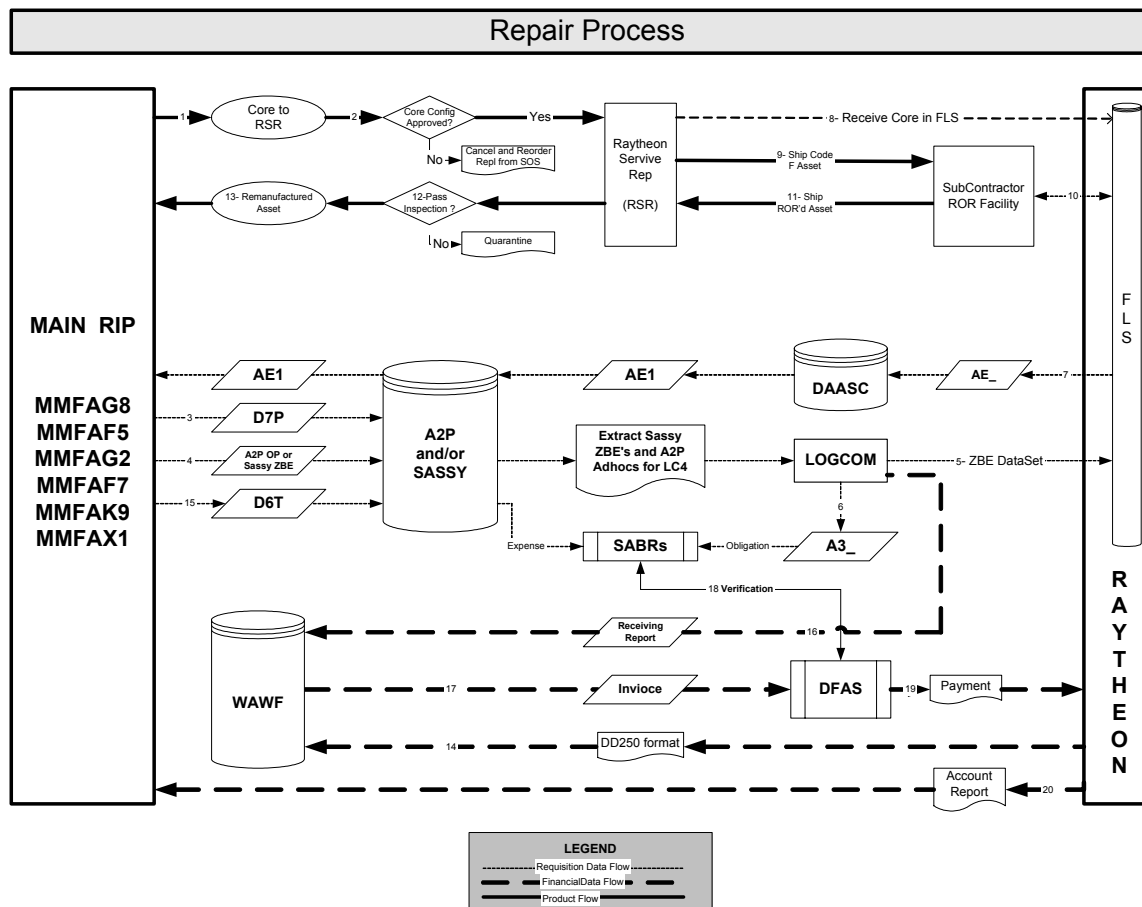 Repair Process
1
Core to
RSR
2
Core Config
Approved?
Yes
No
Cancel and Reorder
Repl from SOS
Raytheon
Servive
Rep
(RSR)
8- Receive Core in FLS
9- Ship Code
F Asset
11- Ship
ROR'd Asset
SubContractor
ROR Facility
10
13- Remanufactured
Asset
12-Pass
Inspection ?
No
Quarantine
FLS
MAIN RIP
MMFAG8
MMFAF5
MMFAG2
MMFAF7
MMFAK9
MMFAX1
AE1
3
D7P
4
A2P OP or
Sassy ZBE
15
D6T
A2P
and/or
SASSY
AE1
DAASC
AE_
7
Extract Sassy
ZBE's and A2P
Adhocs for LC4
LOGCOM
5- ZBE DataSet
6
Expense
SABRs
Obligation
A3_
18 Verification
Receiving
Report
16
WAWF
17
Invioce
DFAS
19
Payment
14
DD250 format
Account
Report
20
RAYTHEON
LEGEND
Requisition Data Flow
FinancialData Flow
Product Flow